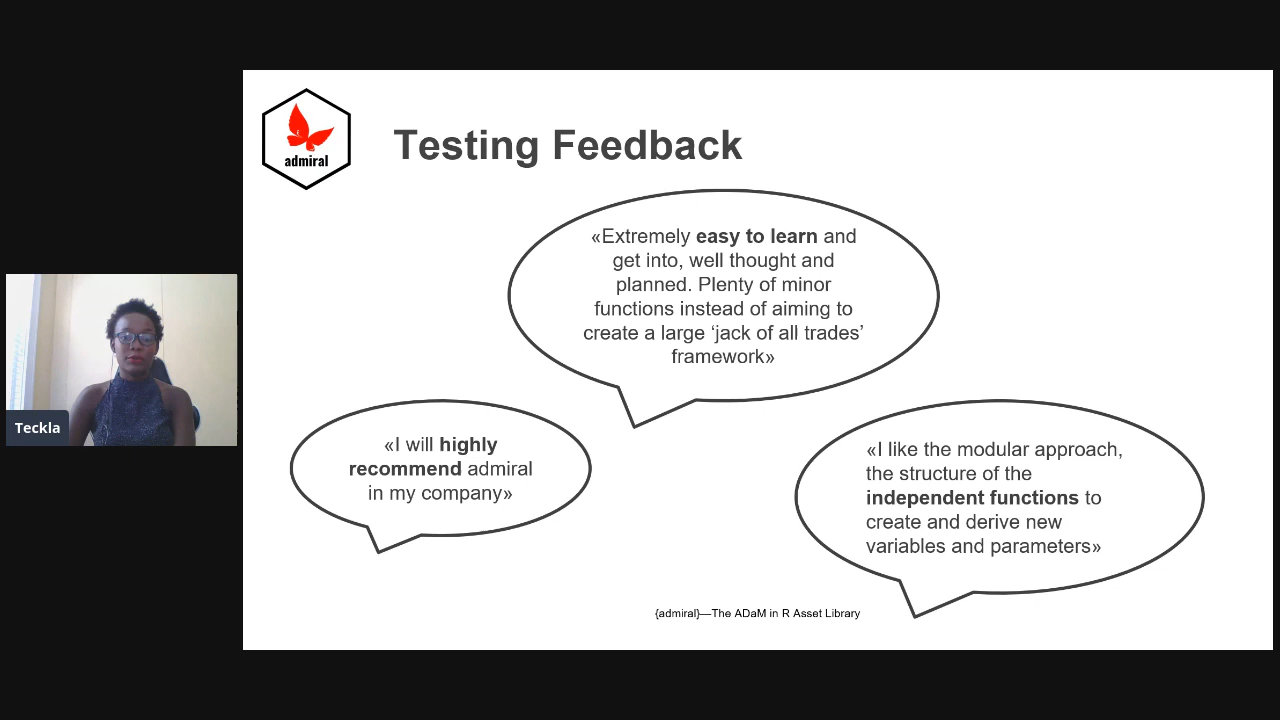 admiral
Testing Feedback
«Extremely easy to learn and
get into, well thought and
planned. Plenty of minor
functions instead of aiming to
create a large ‘jack of all trades’
framework»
«I will highly
recommend admiral
in my company»
«I like the modular approach,
the structure of the
independent functions to
create and derive new
variables and parameters»
{admiral}—The ADaM in R Asset Library
Teckla